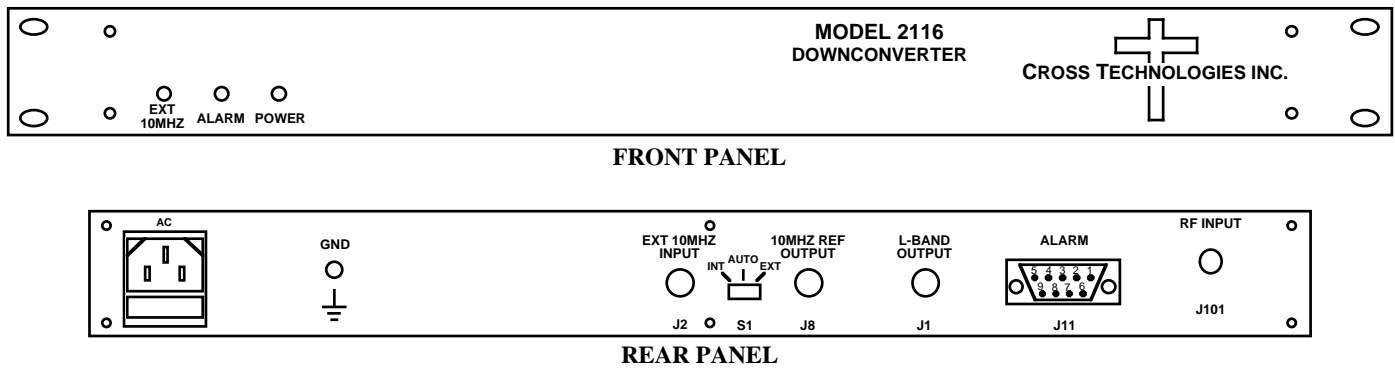 MODEL 2116
DOWNCONVERTER
CROSS TECHNOLOGIES INC.
EXT
10MHZ
ALARM
POWER
FRONT PANEL
AC
GND
EXT 10MHZ
INPUT
INT
AUTO
EXT
10MHZ REF
OUTPUT
L-BAND
OUTPUT
ALARM
5 4 3 2 1
9 8 7 6
RF INPUT
J2
S1
J8
J1
J11
J101
REAR PANEL